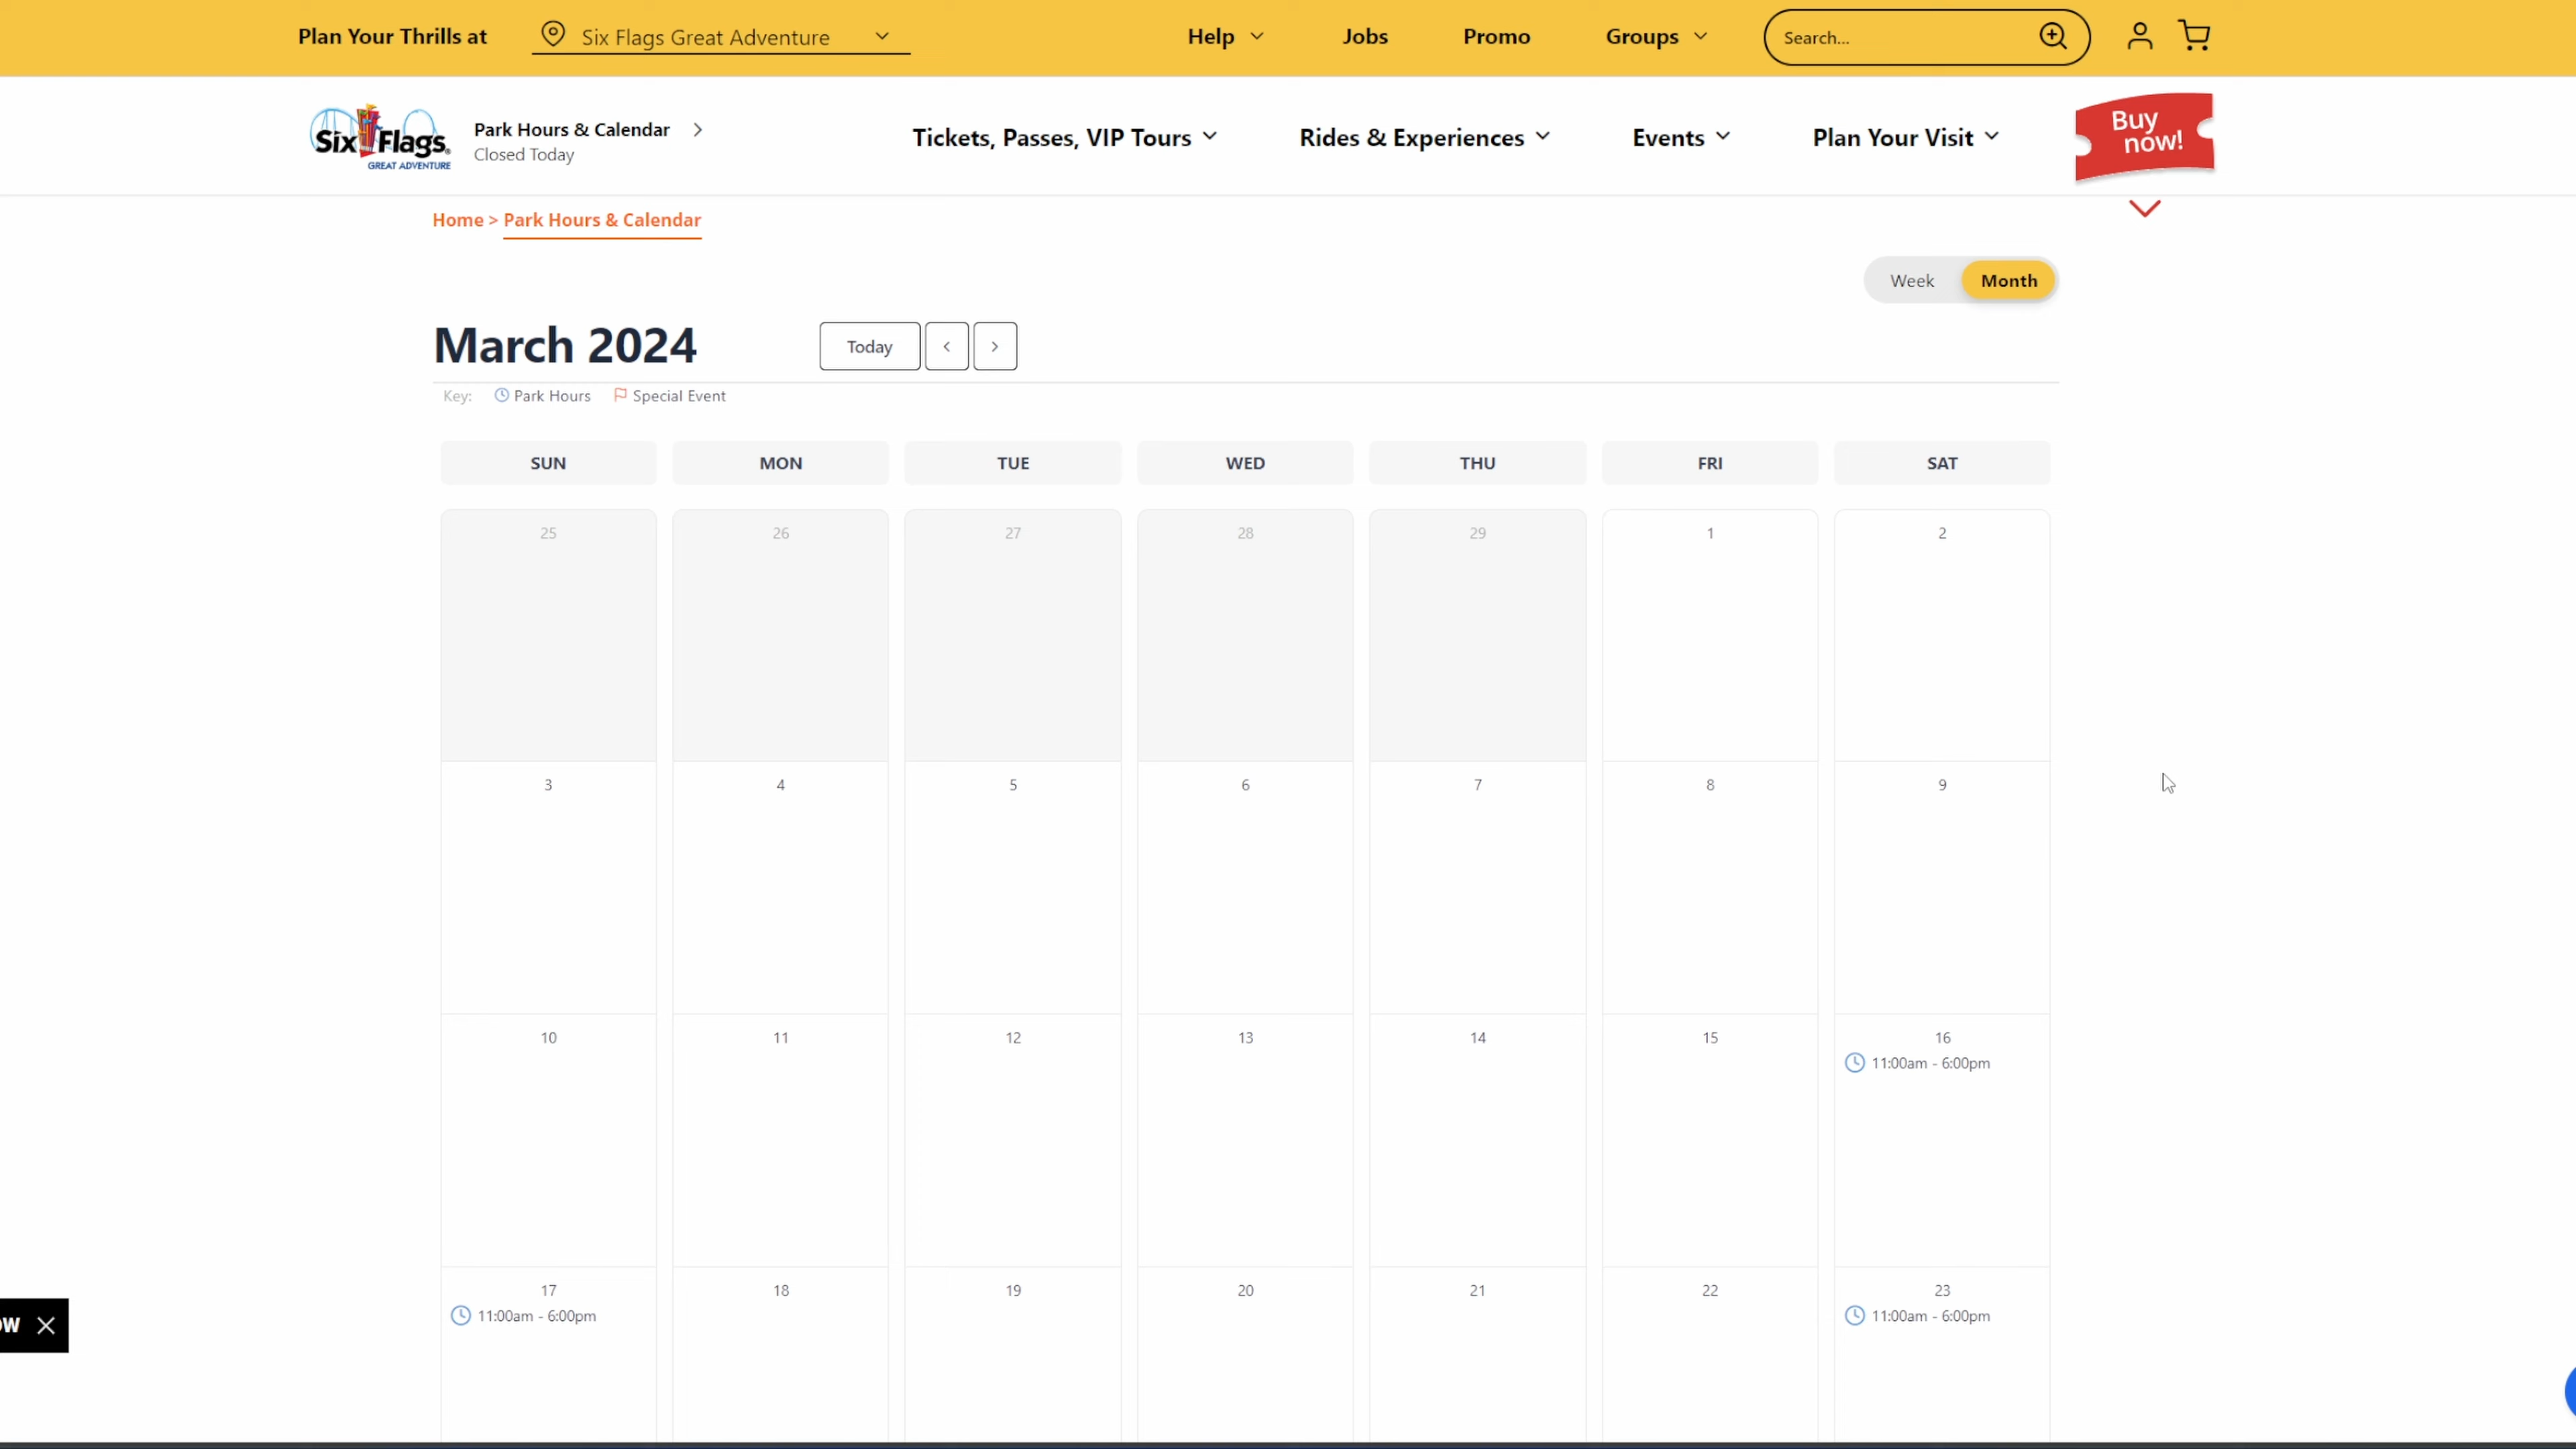 Plan Your Thrills at
Six Flags Great Adventure
Help
Jobs
Promo
Groups
Search...
Six Flags
GREAT ADVENTURE
Park Hours & Calendar
Closed Today
Tickets, Passes, VIP Tours
Rides & Experiences
Events
Plan Your Visit
Buy
now!
Home > Park Hours & Calendar
Week
Month
March 2024
Today
Key:
Park Hours
Special Event
SUN MON TUE WED THU FRI SAT
25 26 27 28 29 1 2
3 4 5 6 7 8 9
10 11 12 13 14 15 16
11:00am - 6:00pm
17 18 19 20 21 22 23
11:00am - 6:00pm 11:00am - 6:00pm